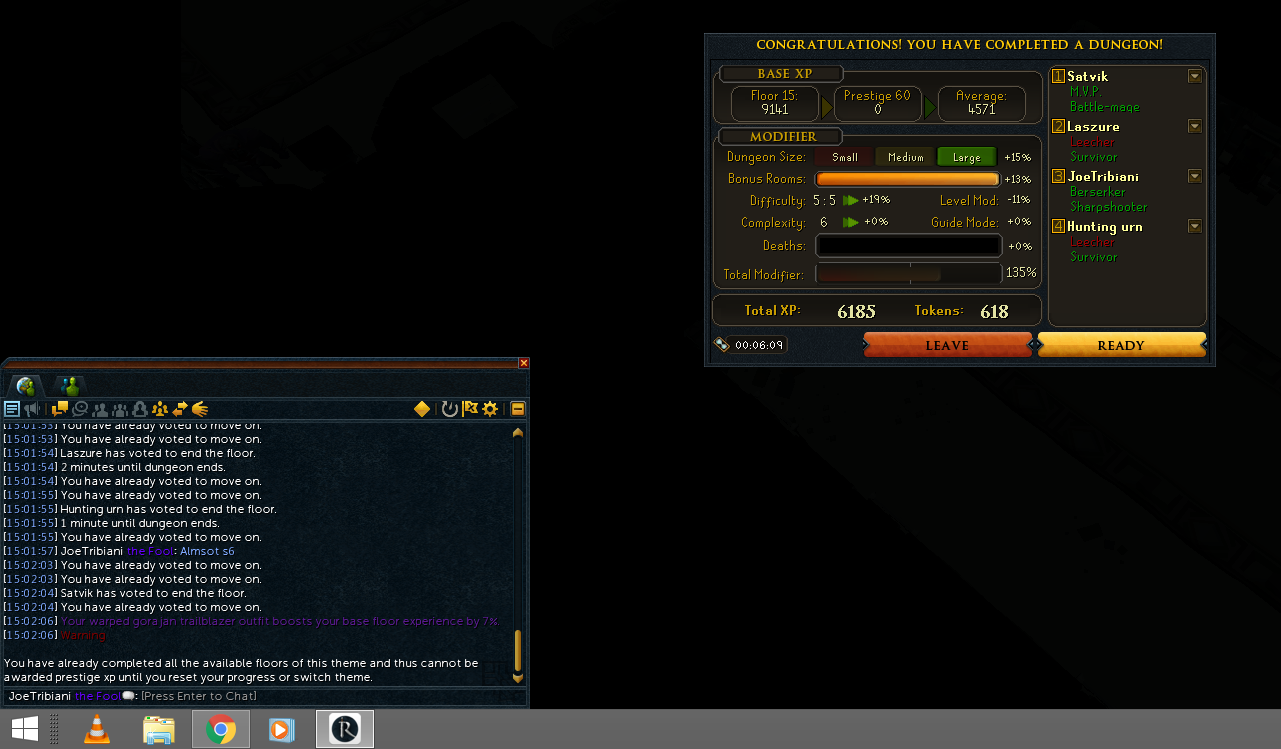 CONGRATULATIONS! YOU HAVE COMPLETED A DUNGEON!
BASE XP
Floor 15: Prestige 60 Average:
9141 0 4571
MODIFIER
Dungeon Size: Small Medium Large +15%
Bonus Rooms: +13%
Difficulty: 5 : 5 +19% Level Mod: -11%
Complexity: 6 +0% Guide Mode: +0%
Deaths: +0%
Total Modifier: 135%
Total XP: 6185 Tokens: 618
00:06:09 LEAVE READY
1 Satvik
M.V.P.
Battle-mage
2 Laszure
Leecher
Survivor
3 JoeTribiani
Berserker
Sharpshooter
4 Hunting urn
Leecher
Survivor
[15:01:53] You have already voted to move on.
[15:01:53] You have already voted to move on.
[15:01:54] Laszure has voted to end the floor.
[15:01:54] 2 minutes until dungeon ends.
[15:01:54] You have already voted to move on.
[15:01:55] You have already voted to move on.
[15:01:55] Hunting urn has voted to end the floor.
[15:01:55] 1 minute until dungeon ends.
[15:01:55] You have already voted to move on.
[15:01:57] JoeTribiani the Fool: Almsot s6
[15:02:03] You have already voted to move on.
[15:02:03] You have already voted to move on.
[15:02:04] Satvik has voted to end the floor.
[15:02:04] You have already voted to move on.
[15:02:06] Your warped gorajan trailblazer outfit boosts your base floor experience by 7%.
[15:02:06] Warning:
You have already completed all the available floors of this theme and thus cannot be
awarded prestige xp until you reset your progress or switch theme.
JoeTribiani the Fool: [Press Enter to Chat]